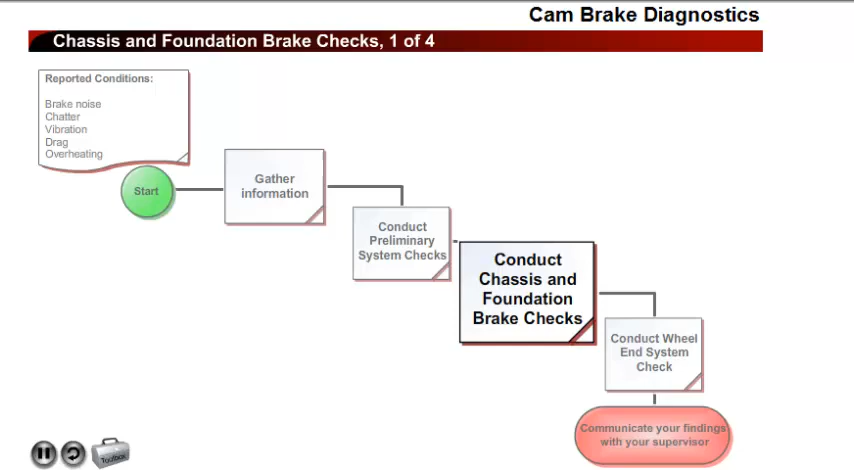 Cam Brake Diagnostics
Chassis and Foundation Brake Checks, 1 of 4
Reported Conditions:
Brake noise
Chatter
Vibration
Drag
Overheating
Start
Gather
information
Conduct
Preliminary
System Checks
Conduct
Chassis and
Foundation
Brake Checks
Conduct Wheel
End System
Check
Communicate your findings
with your supervisor
Toolbox